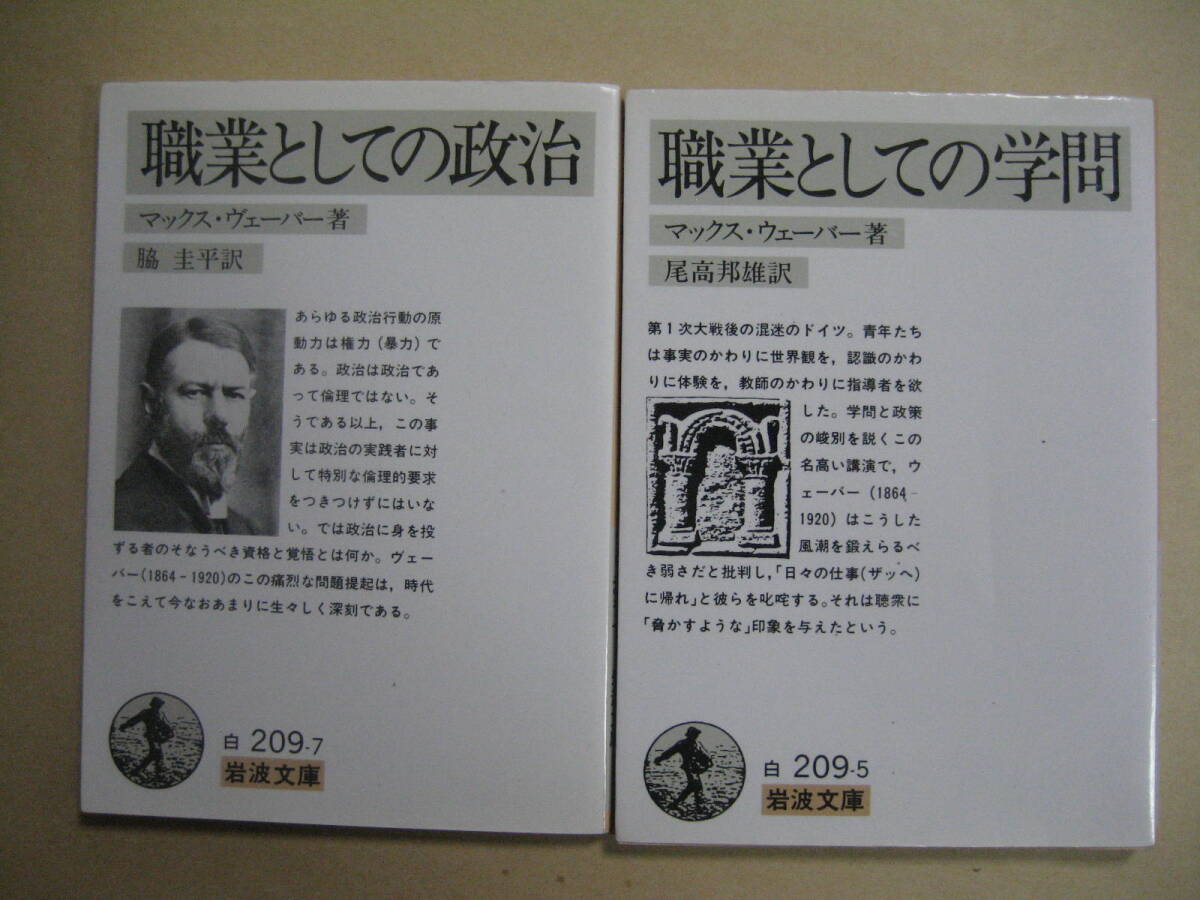 職業としての政治
マックス・ヴェーバー著
脇 圭平訳
あらゆる政治行動の原
動力は権力(暴力)で
ある。政治は政治であ
って倫理ではない。そ
うである以上,この事
実は政治の実践者に対
して特別な倫理的要求
をつきつけずにはいな
い。では政治に身を投
ずる者のそなうべき資格と覚悟とは何か。ヴェー
バー(1864-1920)のこの痛烈な問題提起は,時代
をこえて今なおあまりに生々しく深刻である。
白 209-7
岩波文庫
職業としての学問
マックス・ウェーバー著
尾高邦雄訳
第1次大戦後の混迷のドイツ。青年たち
は事実のかわりに世界観を,認識のかわ
りに体験を,教師のかわりに指導者を欲
した。学問と政策
の峻別を説くこの
名高い講演で,ウ
ェーバー(1864-
1920)はこうした
風潮を鍛えらるべ
き弱さだと批判し,「日々の仕事(ザッヘ)
に帰れ」と彼らを叱咤する。それは聴衆に
「脅かすような」印象を与えたという。
白 209-5
岩波文庫